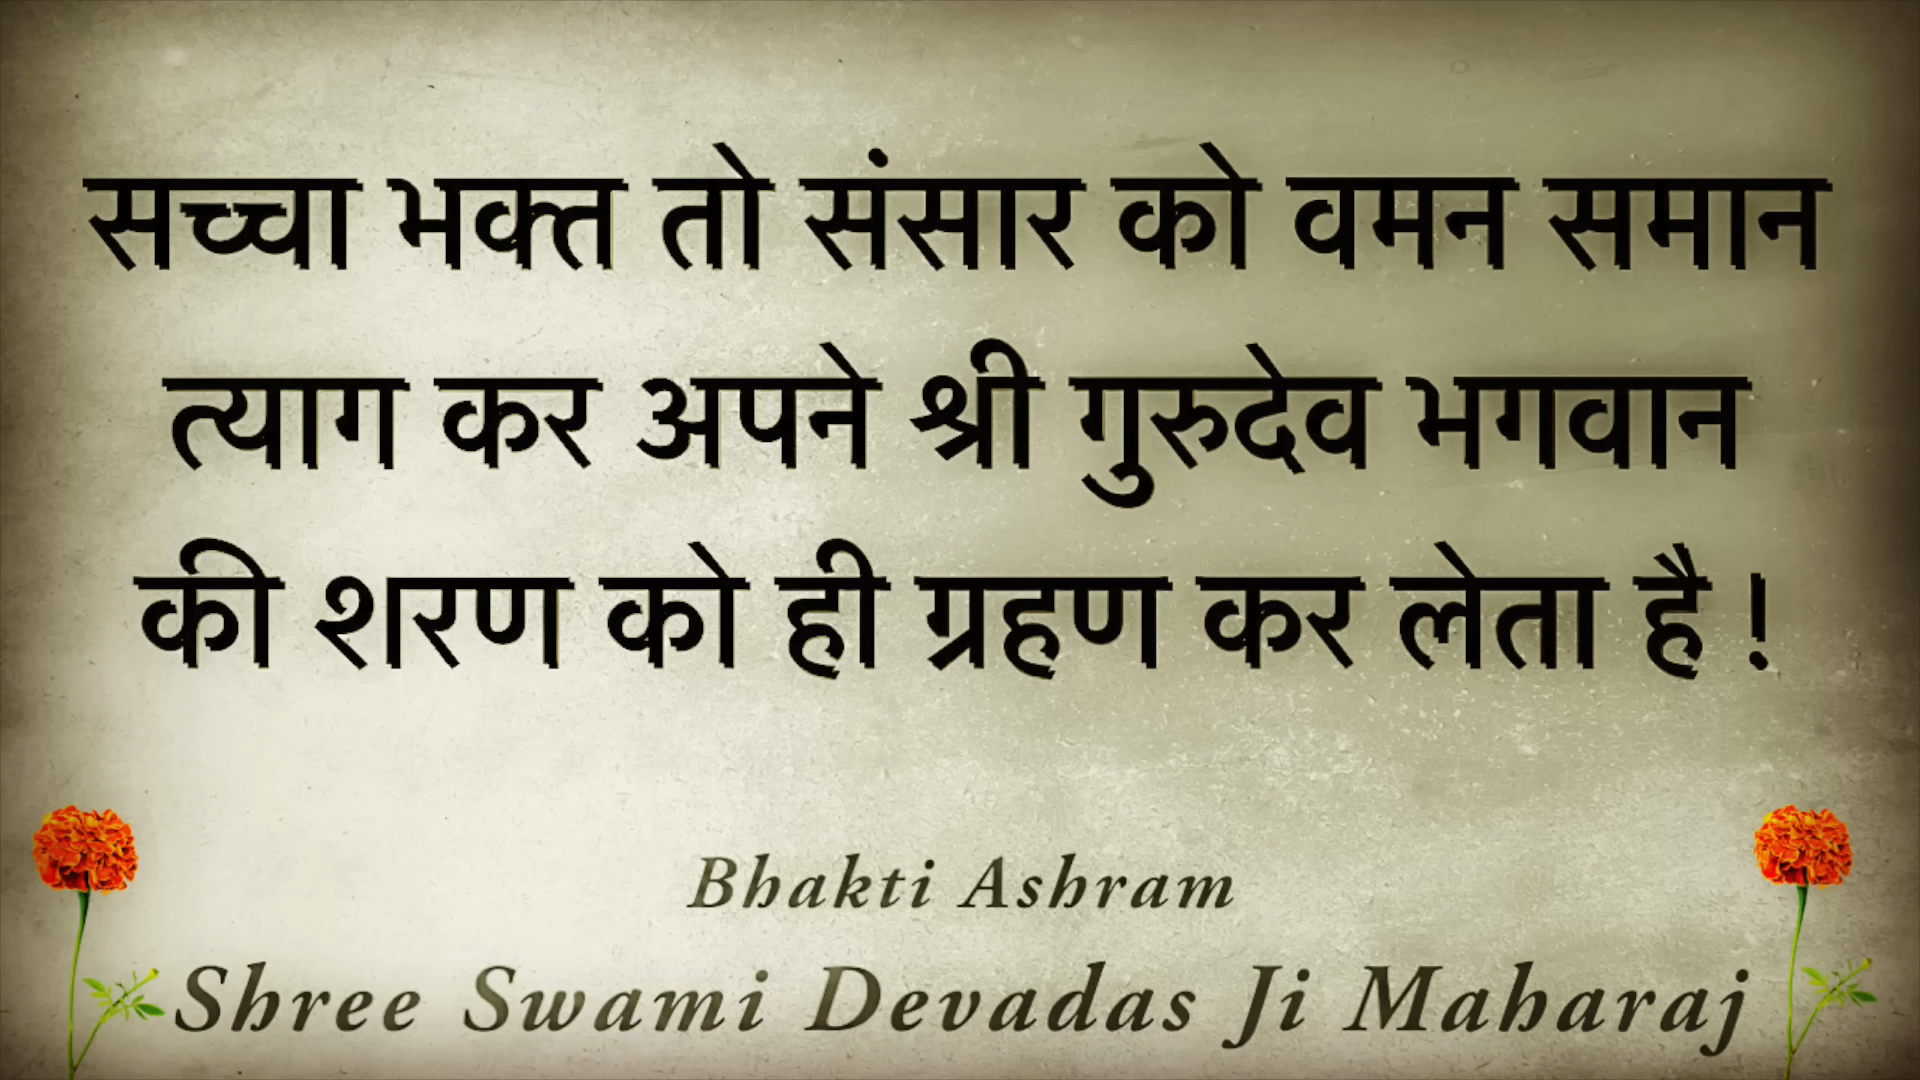 सच्चा भक्त तो संसार को वमन समान
त्याग कर अपने श्री गुरुदेव भगवान
की शरण को ही ग्रहण कर लेता है !
Bhakti Ashram
Shree Swami Devadas Ji Maharaj